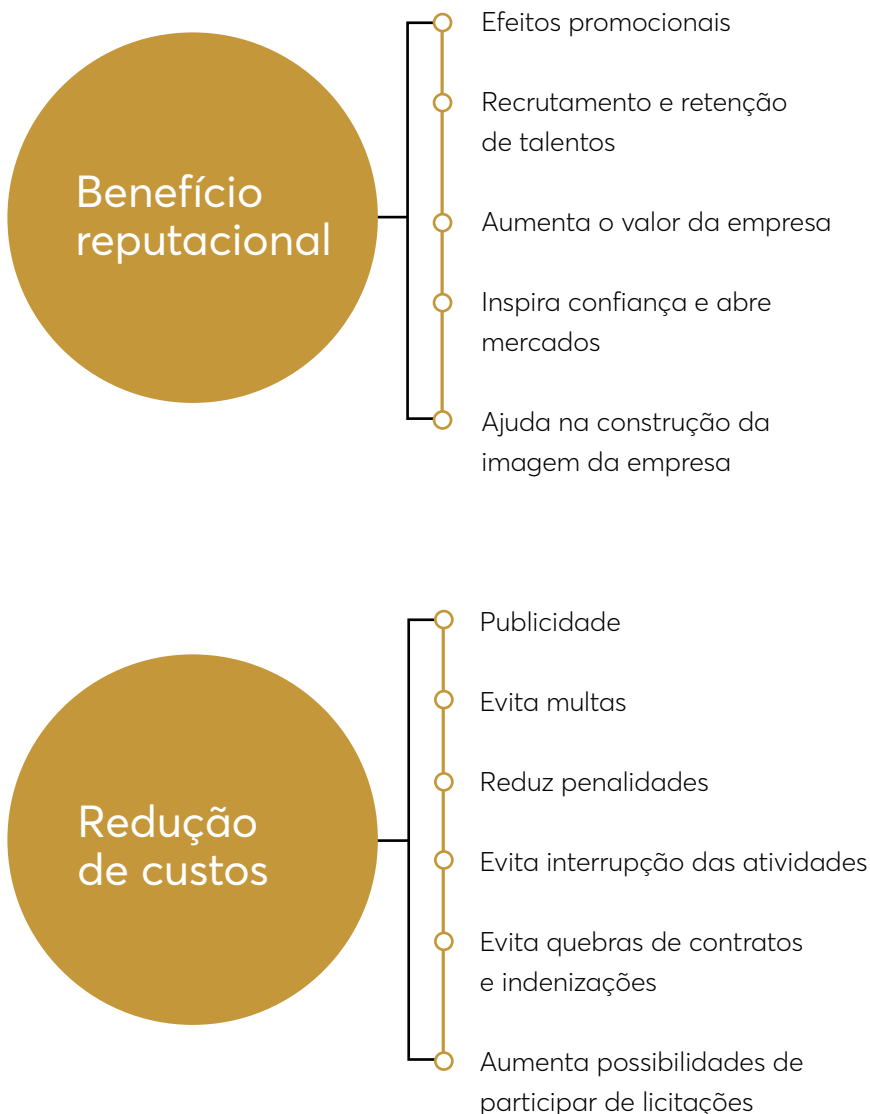 Benefício
reputacional
Efeitos promocionais
Recrutamento e retenção
de talentos
Aumenta o valor da empresa
Inspira confiança e abre
mercados
Ajuda na construção da
imagem da empresa
Redução
de custos
Publicidade
Evita multas
Reduz penalidades
Evita interrupção das atividades
Evita quebras de contratos
e indenizações
Aumenta possibilidades de
participar de licitações